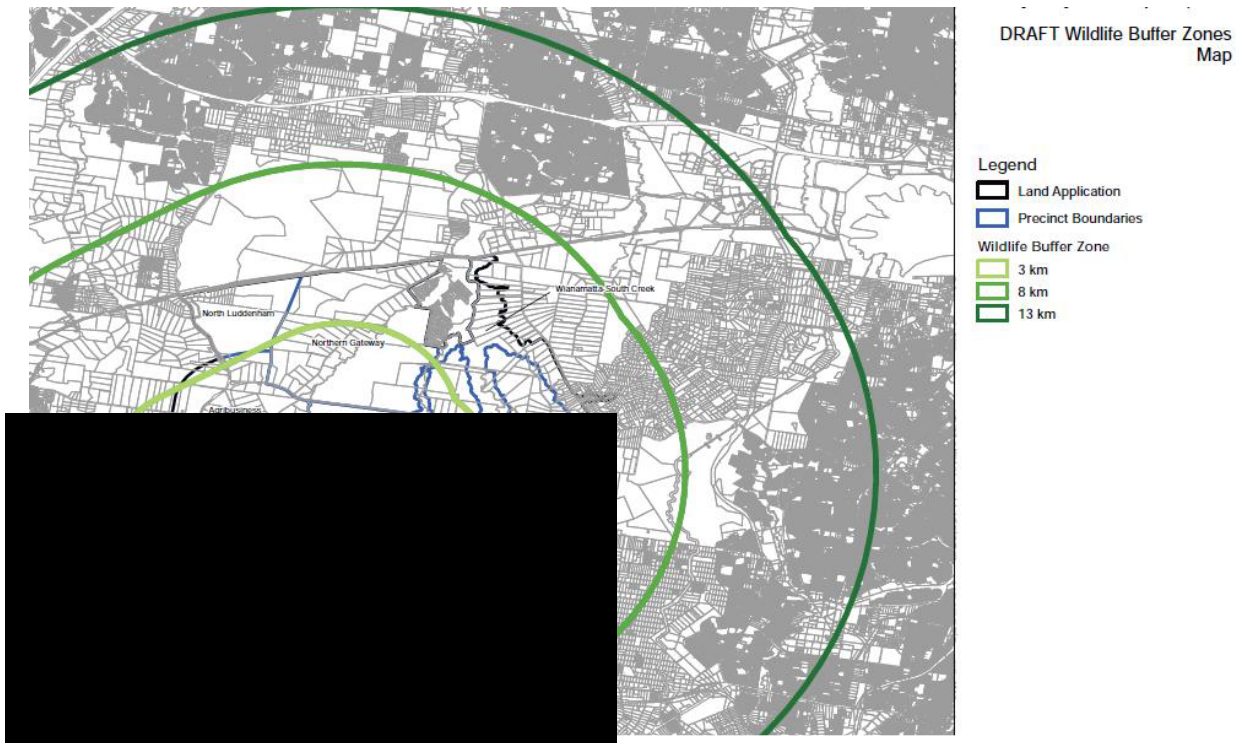 DRAFT Wildlife Buffer Zones
Map
Legend
Land Application
Precinct Boundaries
Wildlife Buffer Zone
3 km
8 km
13 km
Wianamatta-South Creek
North Luddenham
Northern Gateway
Agribusiness